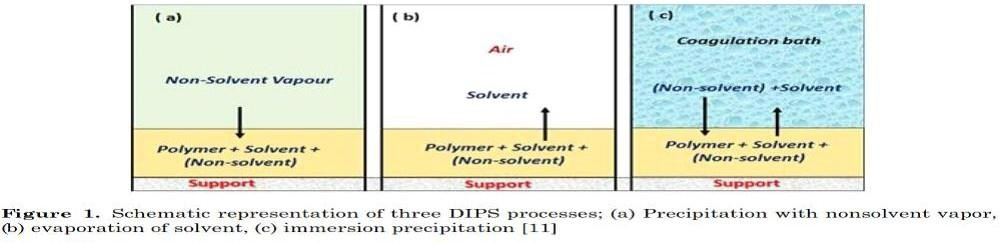 ( a )
Non-Solvent Vapour
Polymer + Solvent +
(Non-solvent)
Support
( b )
Air
Solvent
Polymer + Solvent +
(Non-solvent)
Support
( c )
Coagulation bath
(Non-solvent) +Solvent
Polymer + Solvent +
(Non-solvent)
Support
Figure 1. Schematic representation of three DIPS processes; (a) Precipitation with nonsolvent vapor,
(b) evaporation of solvent, (c) immersion precipitation [11]